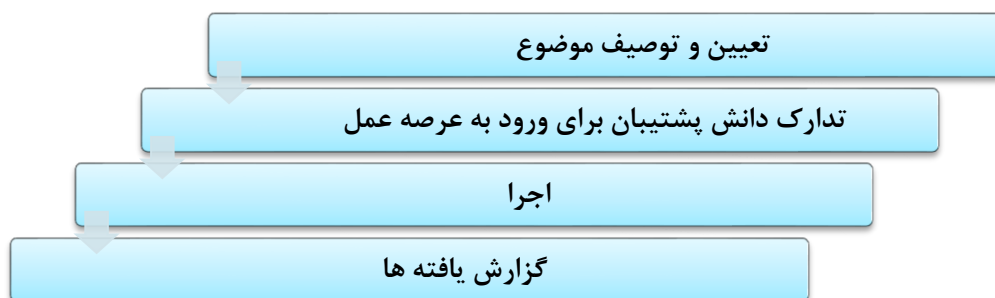 تعیین و توصیف موضوع
تدارک دانش پشتیبان برای ورود به عرصه عمل
اجرا
گزارش یافته ها